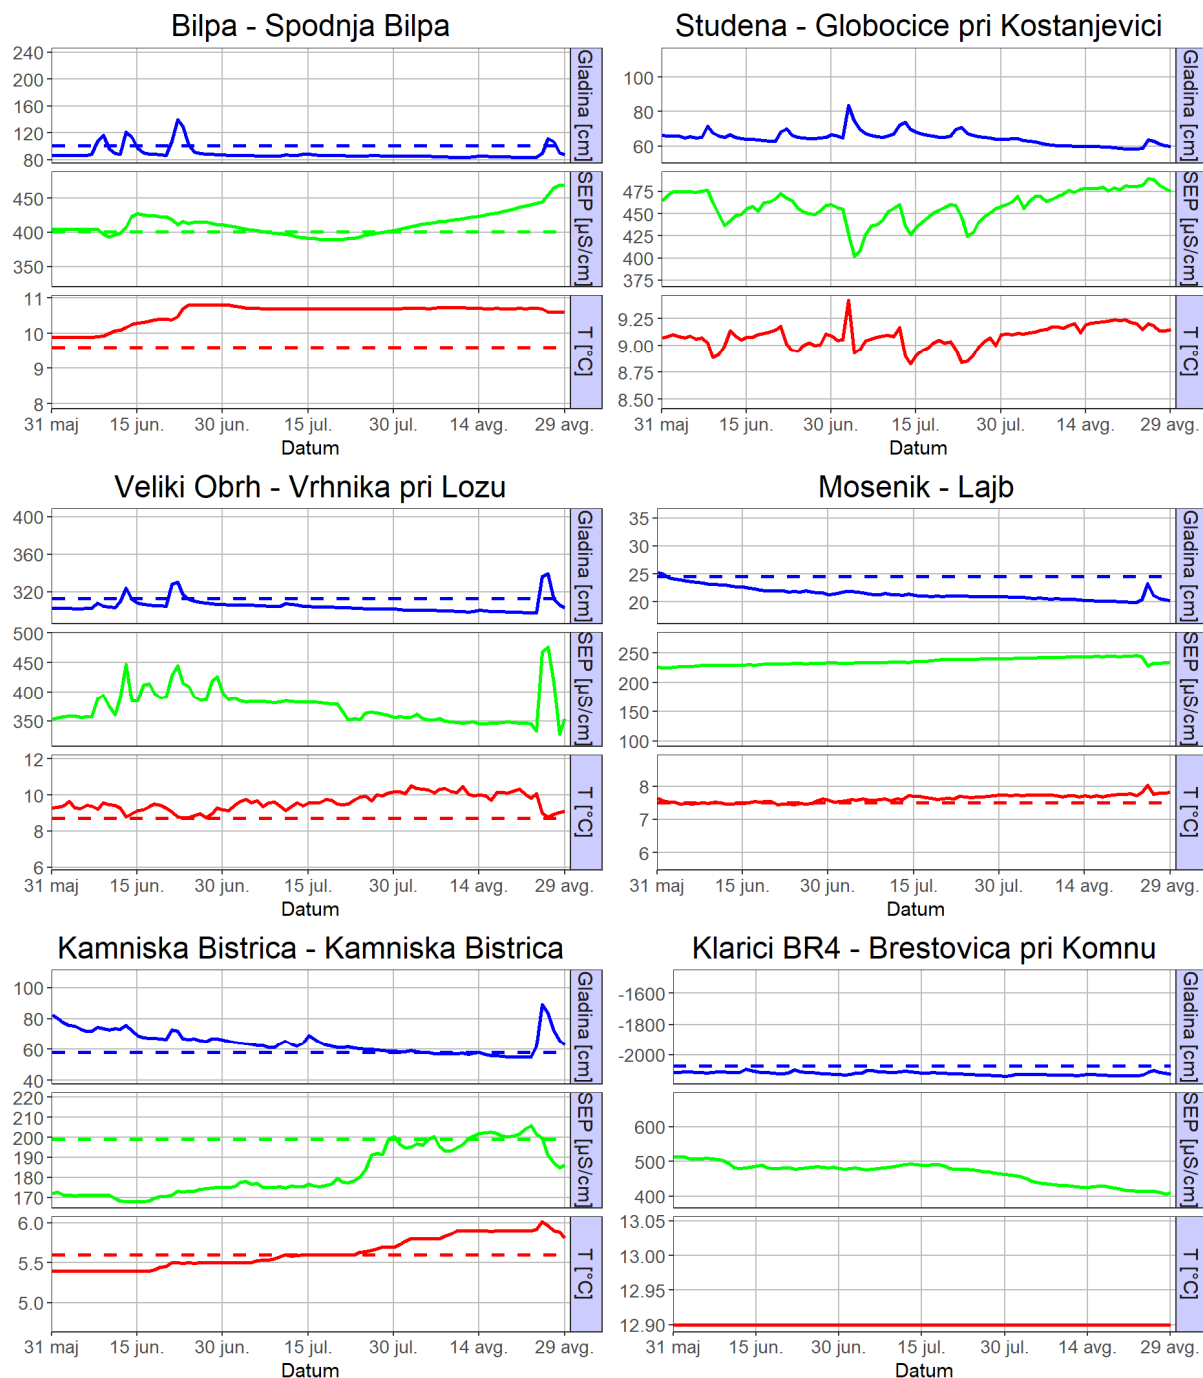 Bilpa - Spodnja Bilpa
240
200
160
120
80
Gladina [cm]
450
400
350
SEP [µS/cm]
11
10
9
8
T [°C]
31 maj
15 jun.
30 jun.
15 jul.
30 jul.
14 avg.
29 avg.
Datum
Studena - Globocice pri Kostanjevici
100
80
60
Gladina [cm]
475
450
425
400
375
SEP [µS/cm]
9.25
9.00
8.75
8.50
T [°C]
31 maj
15 jun.
30 jun.
15 jul.
30 jul.
14 avg.
29 avg.
Datum
Veliki Obrh - Vrhnika pri Lozu
400
360
320
Gladina [cm]
500
450
400
350
SEP [µS/cm]
12
10
8
6
T [°C]
31 maj
15 jun.
30 jun.
15 jul.
30 jul.
14 avg.
29 avg.
Datum
Mosenik - Lajb
35
30
25
20
Gladina [cm]
250
200
150
100
SEP [µS/cm]
8
7
6
T [°C]
31 maj
15 jun.
30 jun.
15 jul.
30 jul.
14 avg.
29 avg.
Datum
Kamniska Bistrica - Kamniska Bistrica
100
80
60
40
Gladina [cm]
220
210
200
190
180
170
SEP [µS/cm]
6.0
5.5
5.0
T [°C]
31 maj
15 jun.
30 jun.
15 jul.
30 jul.
14 avg.
29 avg.
Datum
Klarici BR4 - Brestovica pri Komnu
-1600
-1800
-2000
Gladina [cm]
600
500
400
SEP [µS/cm]
13.05
13.00
12.95
12.90
T [°C]
31 maj
15 jun.
30 jun.
15 jul.
30 jul.
14 avg.
29 avg.
Datum